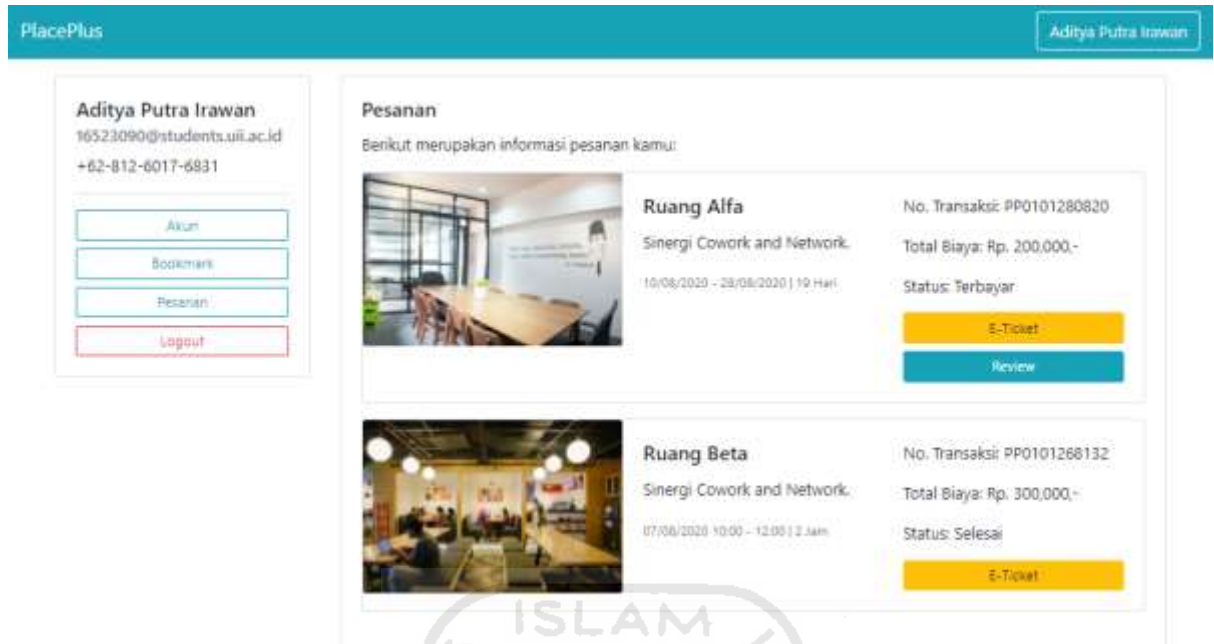 PlacePlus
Aditya Putra Irawan
Aditya Putra Irawan
16523090@students.uii.ac.id
+62-812-6017-6831
Akun
Bookmark
Pesanan
Logout
Pesanan
Berikut merupakan informasi pesanan kamu:
Ruang Alfa
Sinergi Cowork and Network.
10/08/2020 - 28/08/2020 | 19 Hari
No. Transaksi: PP0101280820
Total Biaya: Rp. 200,000,-
Status: Terbayar
E-Ticket
Review
Ruang Beta
Sinergi Cowork and Network.
07/08/2020 10:00 - 12:00 | 2 Jam
No. Transaksi: PP0101268132
Total Biaya: Rp. 300,000,-
Status: Selesai
E-Ticket
ISLAM